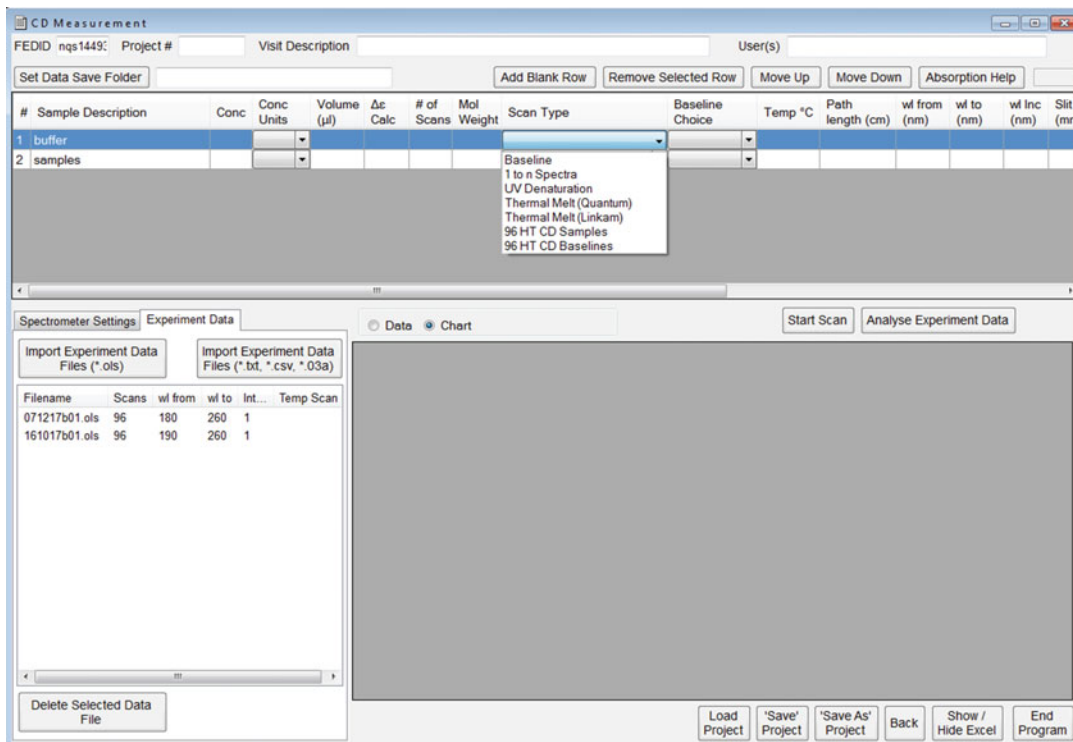 CD Measurement
FEDID nqs1449: Project # Visit Description User(s)
Set Data Save Folder Add Blank Row Remove Selected Row Move Up Move Down Absorption Help
# Sample Description Conc Conc Units Volume (µl) Δε Calc # of Scans Mol Weight Scan Type Baseline Choice Temp °C Path length (cm) wl from (nm) wl to (nm) wl Inc (nm) Slit
1 buffer
2 samples
Baseline
1 to n Spectra
UV Denaturation
Thermal Melt (Quantum)
Thermal Melt (Linkam)
96 HT CD Samples
96 HT CD Baselines
Spectrometer Settings Experiment Data Data Chart Start Scan Analyse Experiment Data
Import Experiment Data Files (*.ols) Import Experiment Data Files (*.txt, *.csv, *.03a)
Filename Scans wl from wl to Int... Temp Scan
071217b01.ols 96 180 260 1
161017b01.ols 96 190 260 1
Delete Selected Data File
Load Project 'Save' Project 'Save As' Project Back Show / Hide Excel End Program